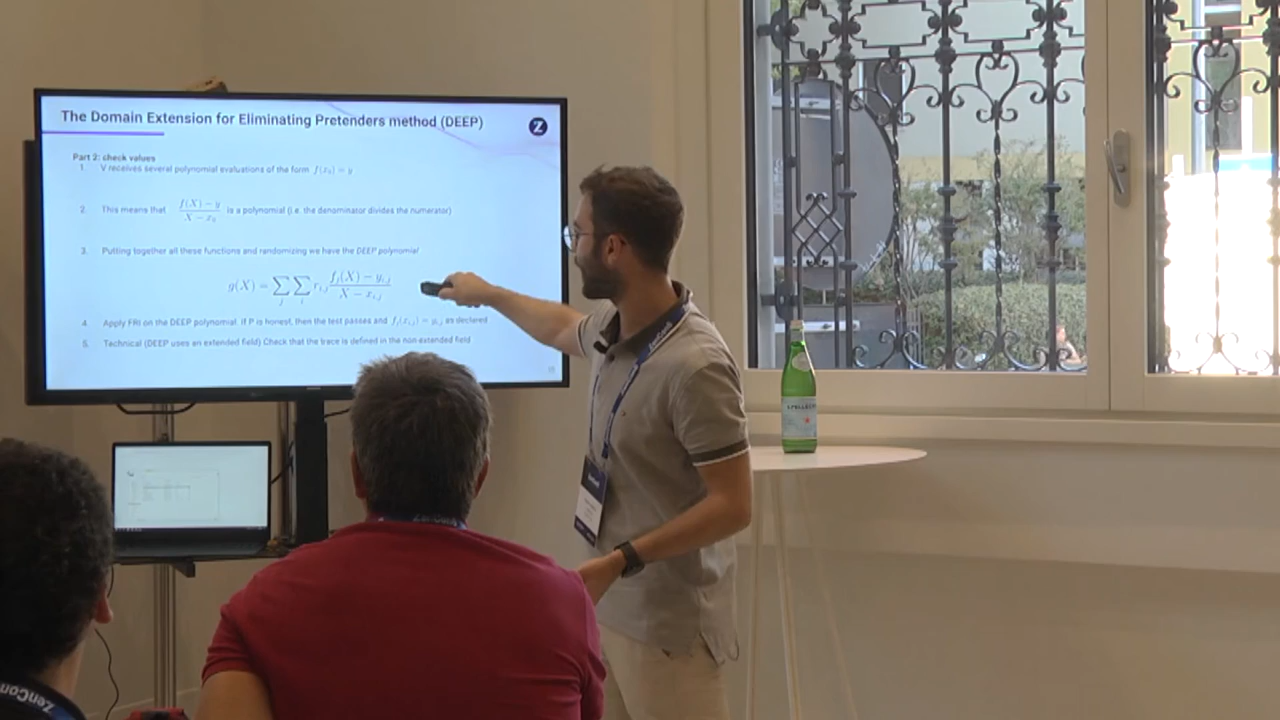 The Domain Extension for Eliminating Pretenders method (DEEP)
Z
Part 2: check values
1. V receives several polynomial evaluations of the form f(x₀) = y
2. This means that (f(X) − y)/(X − x₀) is a polynomial (i.e. the denominator divides the numerator)
3. Putting together all these functions and randomizing we have the DEEP polynomial
g(X) = ∑ⱼ ∑ᵢ rᵢ,ⱼ (fⱼ(X) − yᵢ,ⱼ)/(X − xᵢ,ⱼ)
4. Apply FRI on the DEEP polynomial. If P is honest, then the test passes and fⱼ(xᵢ,ⱼ) = yᵢ,ⱼ as declared
5. Technical (DEEP uses an extended field) Check that the trace is defined in the non-extended field
ZenCon